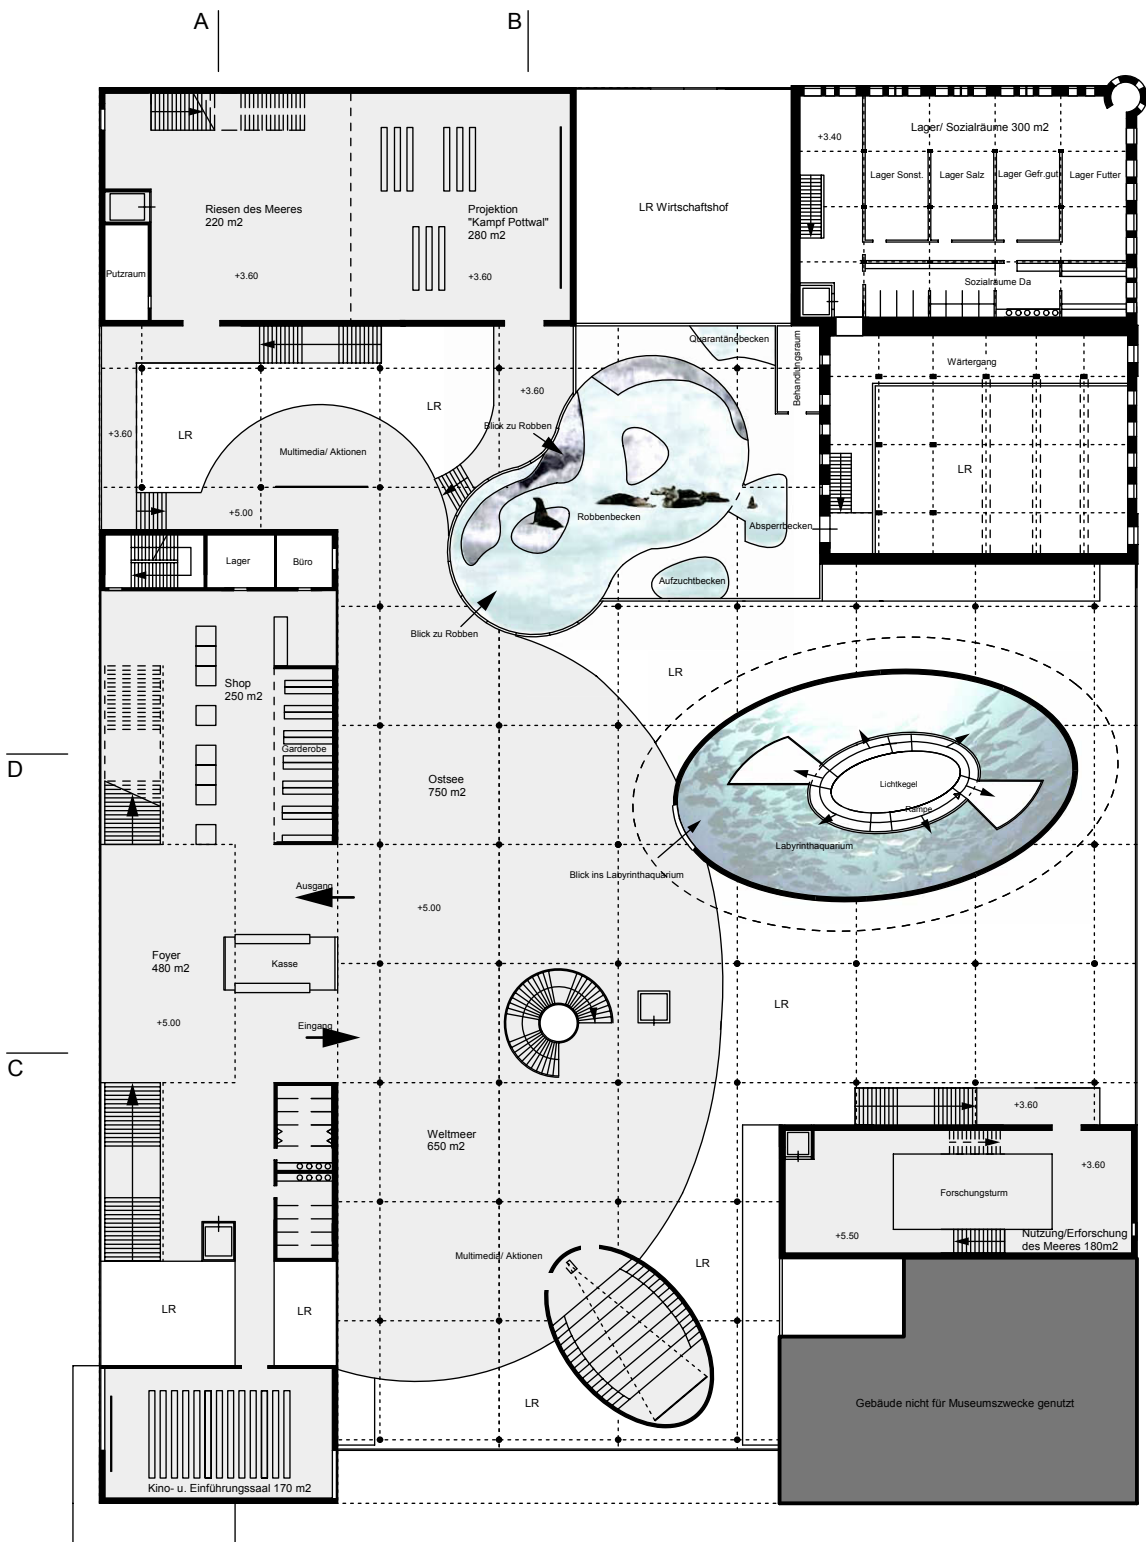 A
B
Lager/ Sozialräume 300 m2
+3.40
Lager Sonst.
Lager Salz
Lager Gefr.gut
Lager Futter
Riesen des Meeres
220 m2
Projektion
"Kampf Pottwal"
280 m2
LR Wirtschaftshof
Putzraum
+3.60
+3.60
Sozialräume Da
Quarantänebecken
Behandlungsraum
Wärtergang
+3.60
LR
+3.60
LR
Blick zu Robben
Multimedia/ Aktionen
LR
+5.00
Robbenbecken
Absperrbecken
Lager
Büro
Aufzuchtbecken
Blick zu Robben
LR
Shop
250 m2
Garderobe
D
Ostsee
750 m2
Lichtkegel
Rampe
Labyrinthaquarium
Blick ins Labyrinthaquarium
Ausgang
+5.00
Foyer
480 m2
Kasse
LR
+5.00
Eingang
C
+3.60
Weltmeer
650 m2
+3.60
Forschungsturm
+5.50
Nutzung/Erforschung
des Meeres 180m2
Multimedia/ Aktionen
LR
LR
LR
LR
Gebäude nicht für Museumszwecke genutzt
Kino- u. Einführungssaal 170 m2